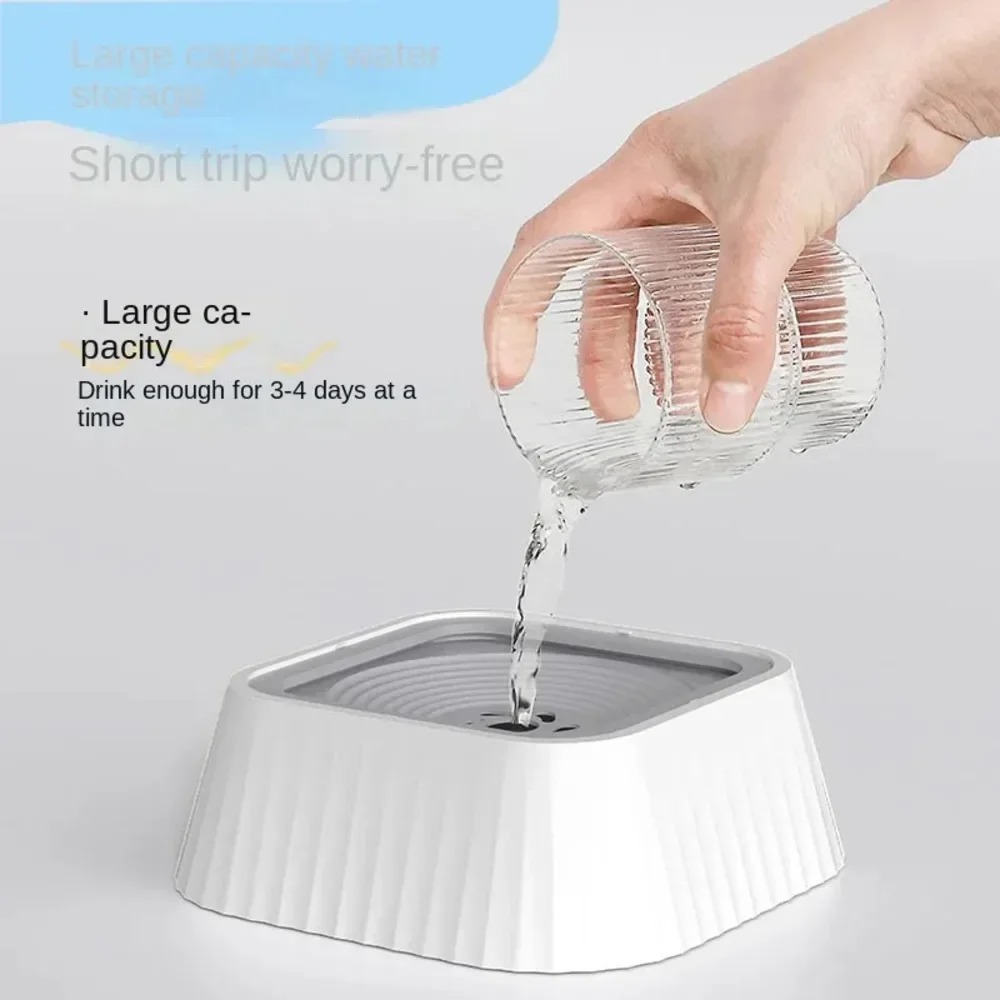 Large capacity water
storage
Short trip worry-free
· Large ca-
pacity
Drink enough for 3-4 days at a
time